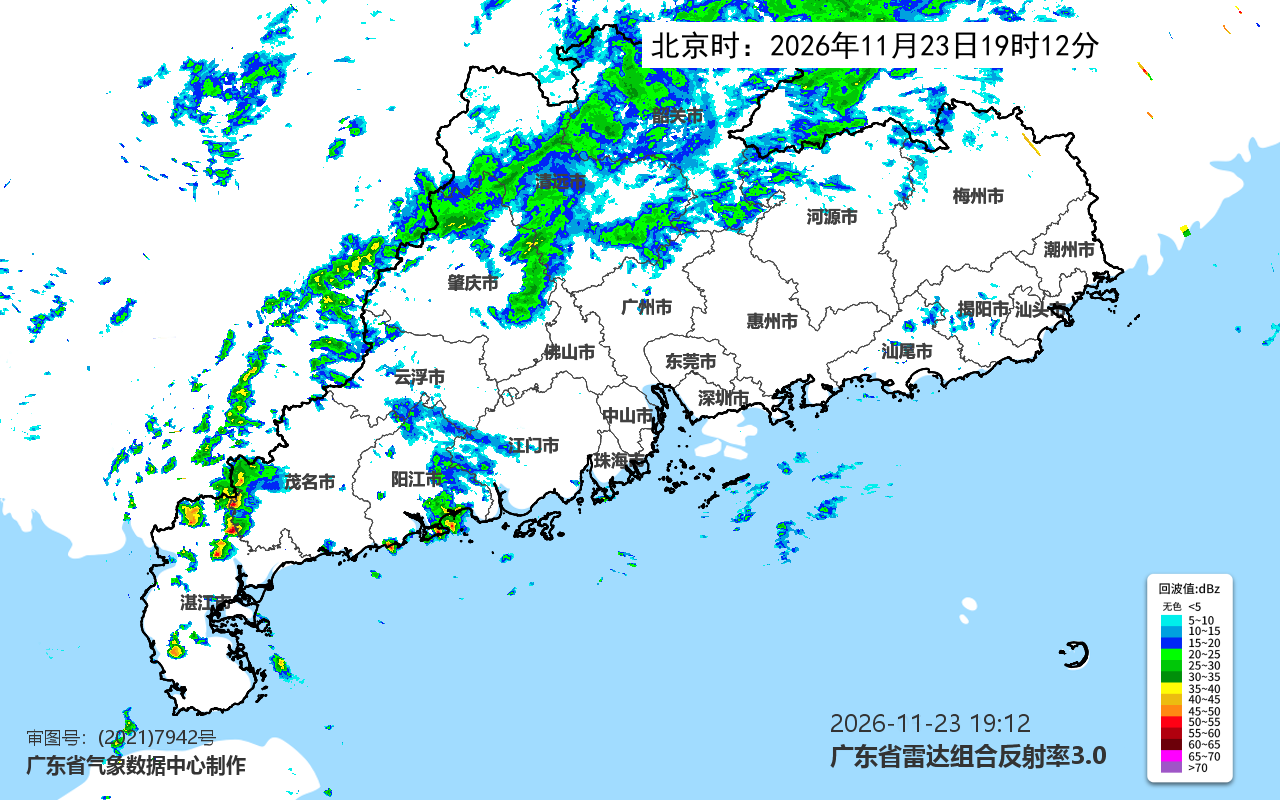 北京时：2026年11月23日19时12分
韶关市
清远市
梅州市
河源市
潮州市
肇庆市
广州市
揭阳市
汕头市
惠州市
佛山市
东莞市
汕尾市
云浮市
深圳市
中山市
江门市
珠海市
茂名市
阳江市
湛江市
回波值:dBz
无色 <5
5~10
10~15
15~20
20~25
25~30
30~35
35~40
40~45
45~50
50~55
55~60
60~65
65~70
>70
2026-11-23 19:12
广东省雷达组合反射率3.0
审图号：(2021)7942号
广东省气象数据中心制作